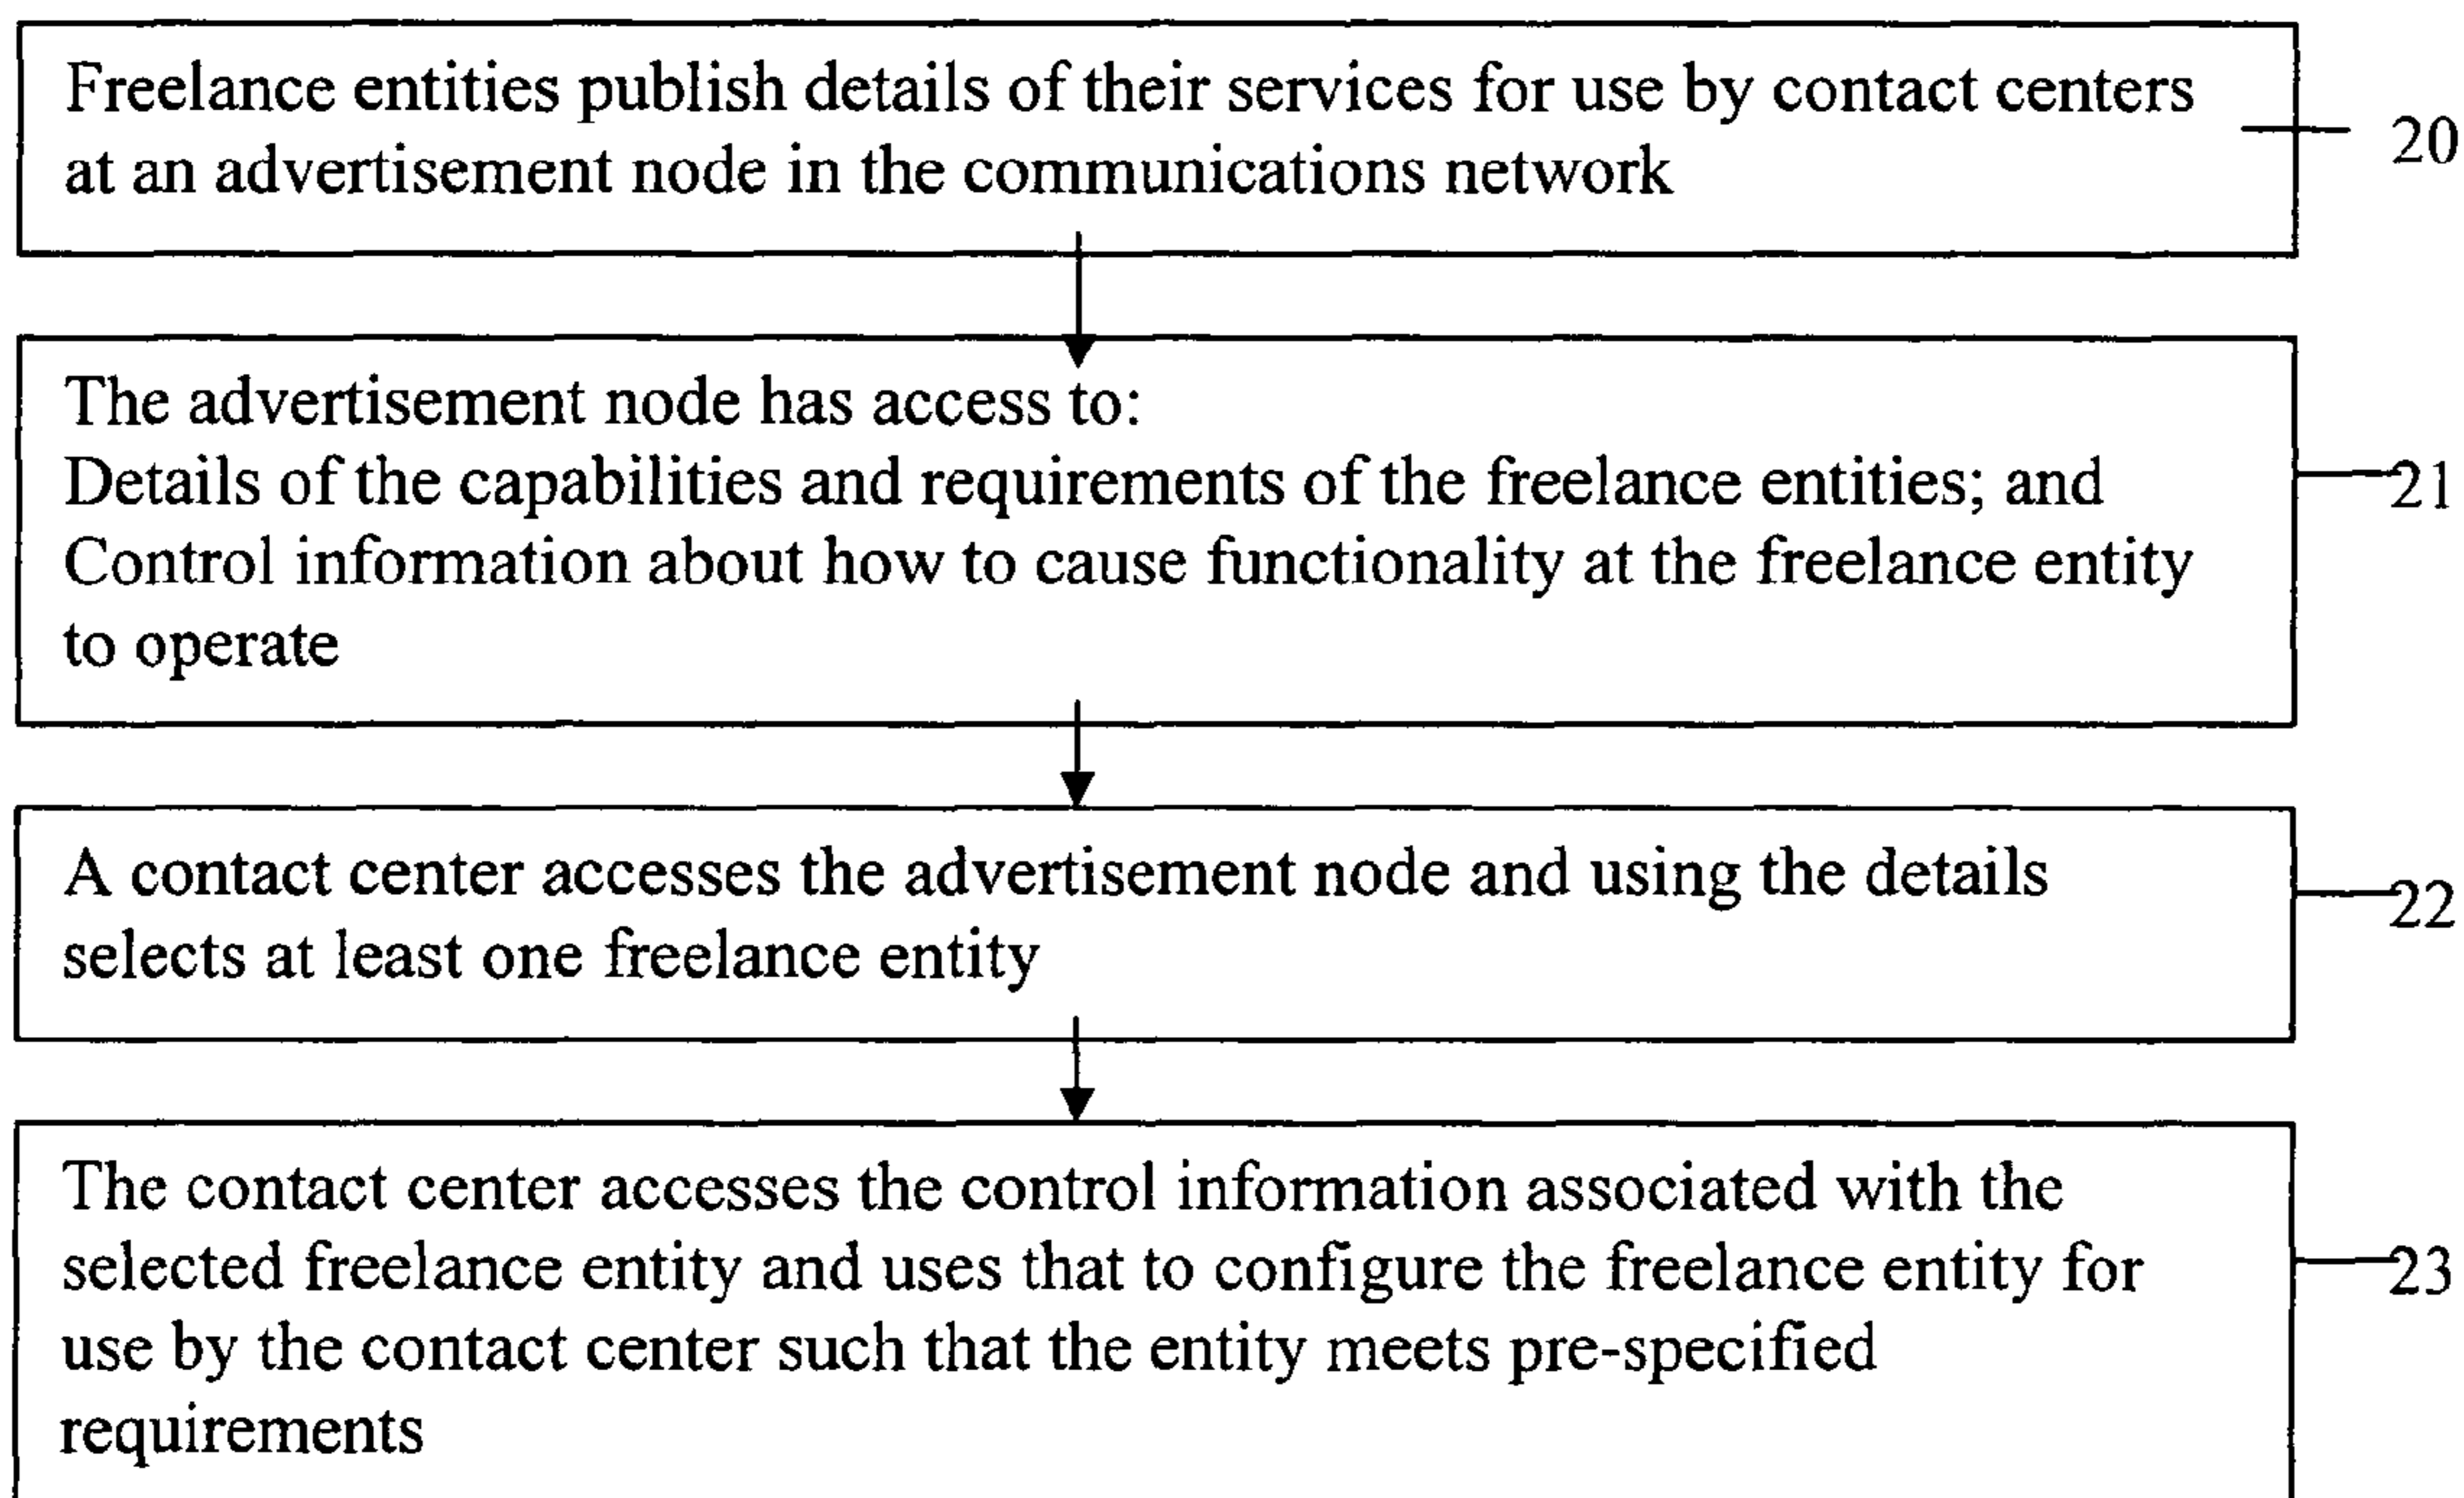 Freelance entities publish details of their services for use by contact centers
at an advertisement node in the communications network
20
The advertisement node has access to:
Details of the capabilities and requirements of the freelance entities; and
Control information about how to cause functionality at the freelance entity
to operate
21
A contact center accesses the advertisement node and using the details
selects at least one freelance entity
22
The contact center accesses the control information associated with the
selected freelance entity and uses that to configure the freelance entity for
use by the contact center such that the entity meets pre-specified
requirements
23